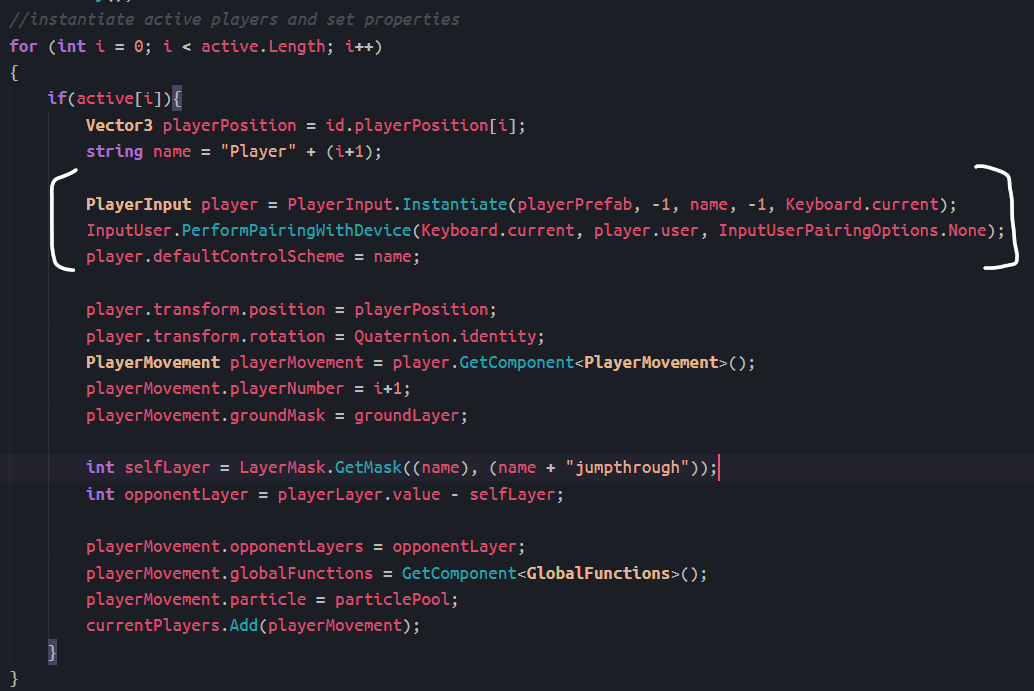 //instantiate active players and set properties
for (int i = 0; i < active.Length; i++)
{
if(active[i]){
Vector3 playerPosition = id.playerPosition[i];
string name = "Player" + (i+1);
PlayerInput player = PlayerInput.Instantiate(playerPrefab, -1, name, -1, Keyboard.current);
InputUser.PerformPairingWithDevice(Keyboard.current, player.user, InputUserPairingOptions.None);
player.defaultControlScheme = name;
player.transform.position = playerPosition;
player.transform.rotation = Quaternion.identity;
PlayerMovement playerMovement = player.GetComponent<PlayerMovement>();
playerMovement.playerNumber = i+1;
playerMovement.groundMask = groundLayer;
int selfLayer = LayerMask.GetMask((name), (name + "jumpthrough"));
int opponentLayer = playerLayer.value - selfLayer;
playerMovement.opponentLayers = opponentLayer;
playerMovement.globalFunctions = GetComponent<GlobalFunctions>();
playerMovement.particle = particlePool;
currentPlayers.Add(playerMovement);
}
}